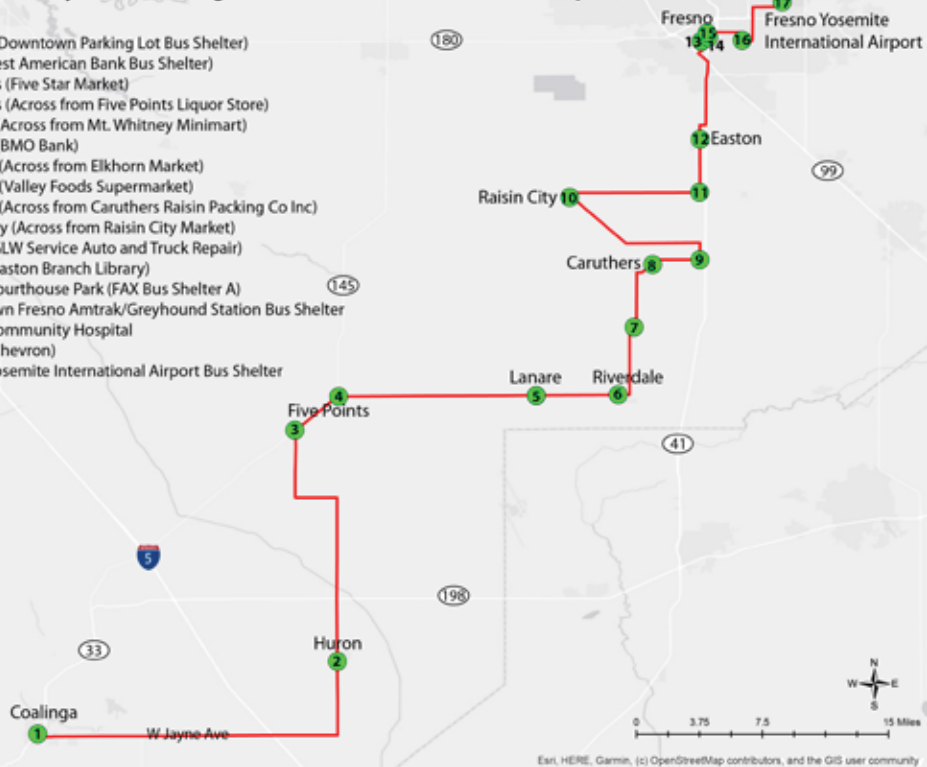 Downtown Parking Lot Bus Shelter)
est American Bank Bus Shelter)
s (Five Star Market)
s (Across from Five Points Liquor Store)
(Across from Mt. Whitney Minimart)
BMO Bank)
(Across from Elkhorn Market)
(Valley Foods Supermarket)
(Across from Caruthers Raisin Packing Co Inc)
y (Across from Raisin City Market)
GLW Service Auto and Truck Repair)
aston Branch Library)
ourthouse Park (FAX Bus Shelter A)
wn Fresno Amtrak/Greyhound Station Bus Shelter
ommunity Hospital
hevron)
osemite International Airport Bus Shelter
17
Fresno
Fresno Yosemite
International Airport
15
13
14
16
180
12
Easton
99
Raisin City
10
11
Caruthers
8
9
145
7
Lanare
Riverdale
4
5
6
Five Points
3
41
5
198
33
Huron
2
Coalinga
1
W Jayne Ave
N
W
E
S
0 3.75 7.5 15 Miles
Esri, HERE, Garmin, (c) OpenStreetMap contributors, and the GIS user community